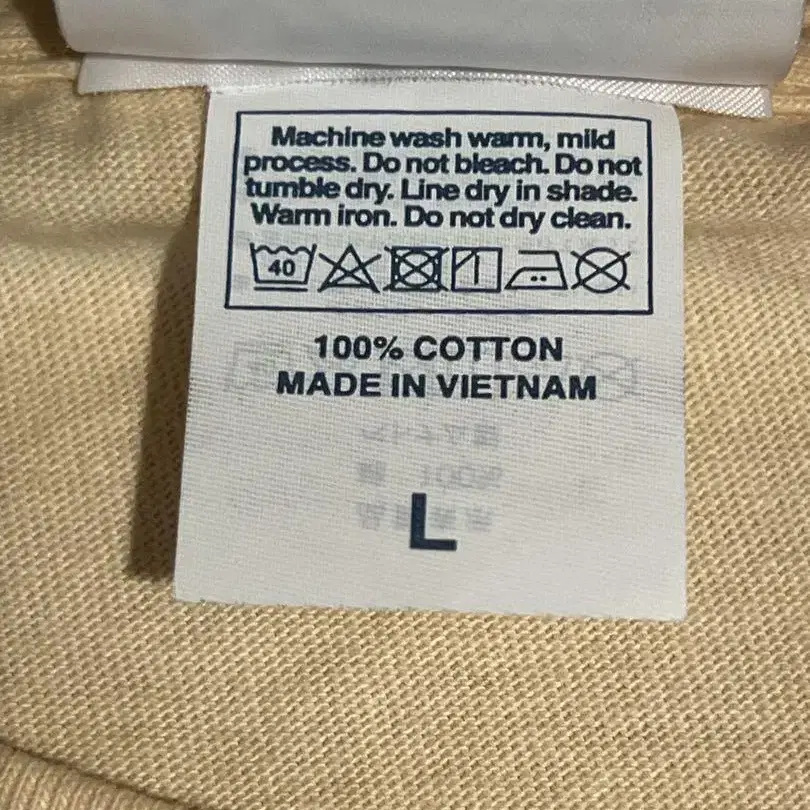 Machine wash warm, mild
process. Do not bleach. Do not
tumble dry. Line dry in shade.
Warm iron. Do not dry clean.
40
100% COTTON
MADE IN VIETNAM
L